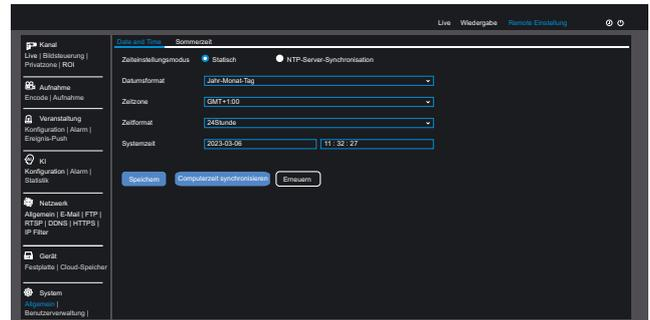 Live Wiedergabe Remote Einstellung
Kanal
Live | Bildsteuerung |
Privatzone | ROI
Aufnahme
Encode | Aufnahme
Veranstaltung
Konfiguration | Alarm |
Ereignis-Push
KI
Konfiguration | Alarm |
Statistik
Netzwerk
Allgemein | E-Mail | FTP |
RTSP | DDNS | HTTPS |
IP Filter
Gerät
Festplatte | Cloud-Speicher
System
Allgemein |
Benutzerverwaltung |
Date and Time Sommerzeit
Zeiteinstellungsmodus Statisch NTP-Server-Synchronisation
Datumsformat Jahr-Monat-Tag
Zeitzone GMT+1:00
Zeitformat 24Stunde
Systemzeit 2023-03-06 11 : 32 : 27
Speichern Computerzeit synchronisieren Erneuern